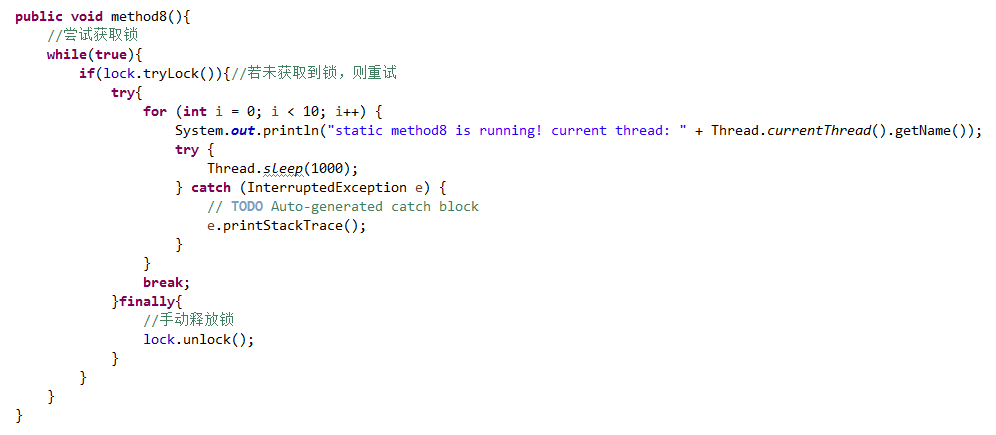 public void method8(){
    //尝试获取锁
    while(true){
        if(lock.tryLock()){//若未获取到锁，则重试
            try{
                for (int i = 0; i < 10; i++) {
                    System.out.println("static method8 is running! current thread: " + Thread.currentThread().getName());
                    try {
                        Thread.sleep(1000);
                    } catch (InterruptedException e) {
                        // TODO Auto-generated catch block
                        e.printStackTrace();
                    }
                }
                break;
            }finally{
                //手动释放锁
                lock.unlock();
            }
        }
    }
}